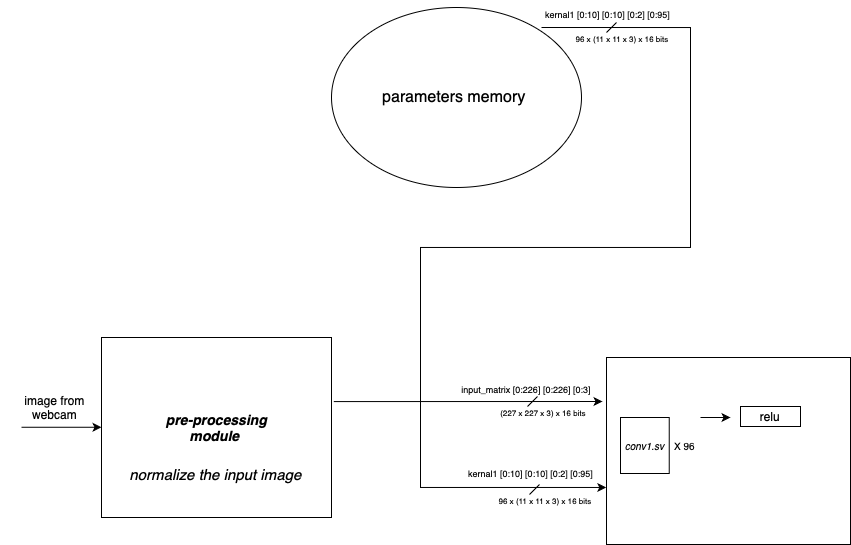 kernal1 [0:10] [0:10] [0:2] [0:95]
96 x (11 x 11 x 3) x 16 bits
parameters memory
image from
webcam
pre-processing
module
normalize the input image
input_matrix [0:226] [0:226] [0:3]
(227 x 227 x 3) x 16 bits
kernal1 [0:10] [0:10] [0:2] [0:95]
96 x (11 x 11 x 3) x 16 bits
conv1.sv
X 96
relu